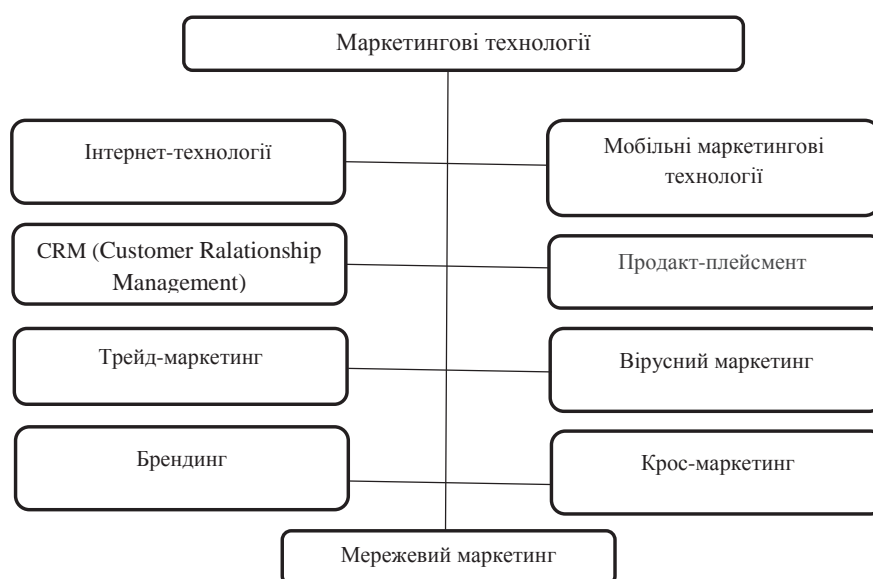 Маркетингові технології
Інтернет-технології
Мобільні маркетингові
технології
CRM (Customer Ralationship
Management)
Продакт-плейсмент
Трейд-маркетинг
Вірусний маркетинг
Брендинг
Крос-маркетинг
Мережевий маркетинг